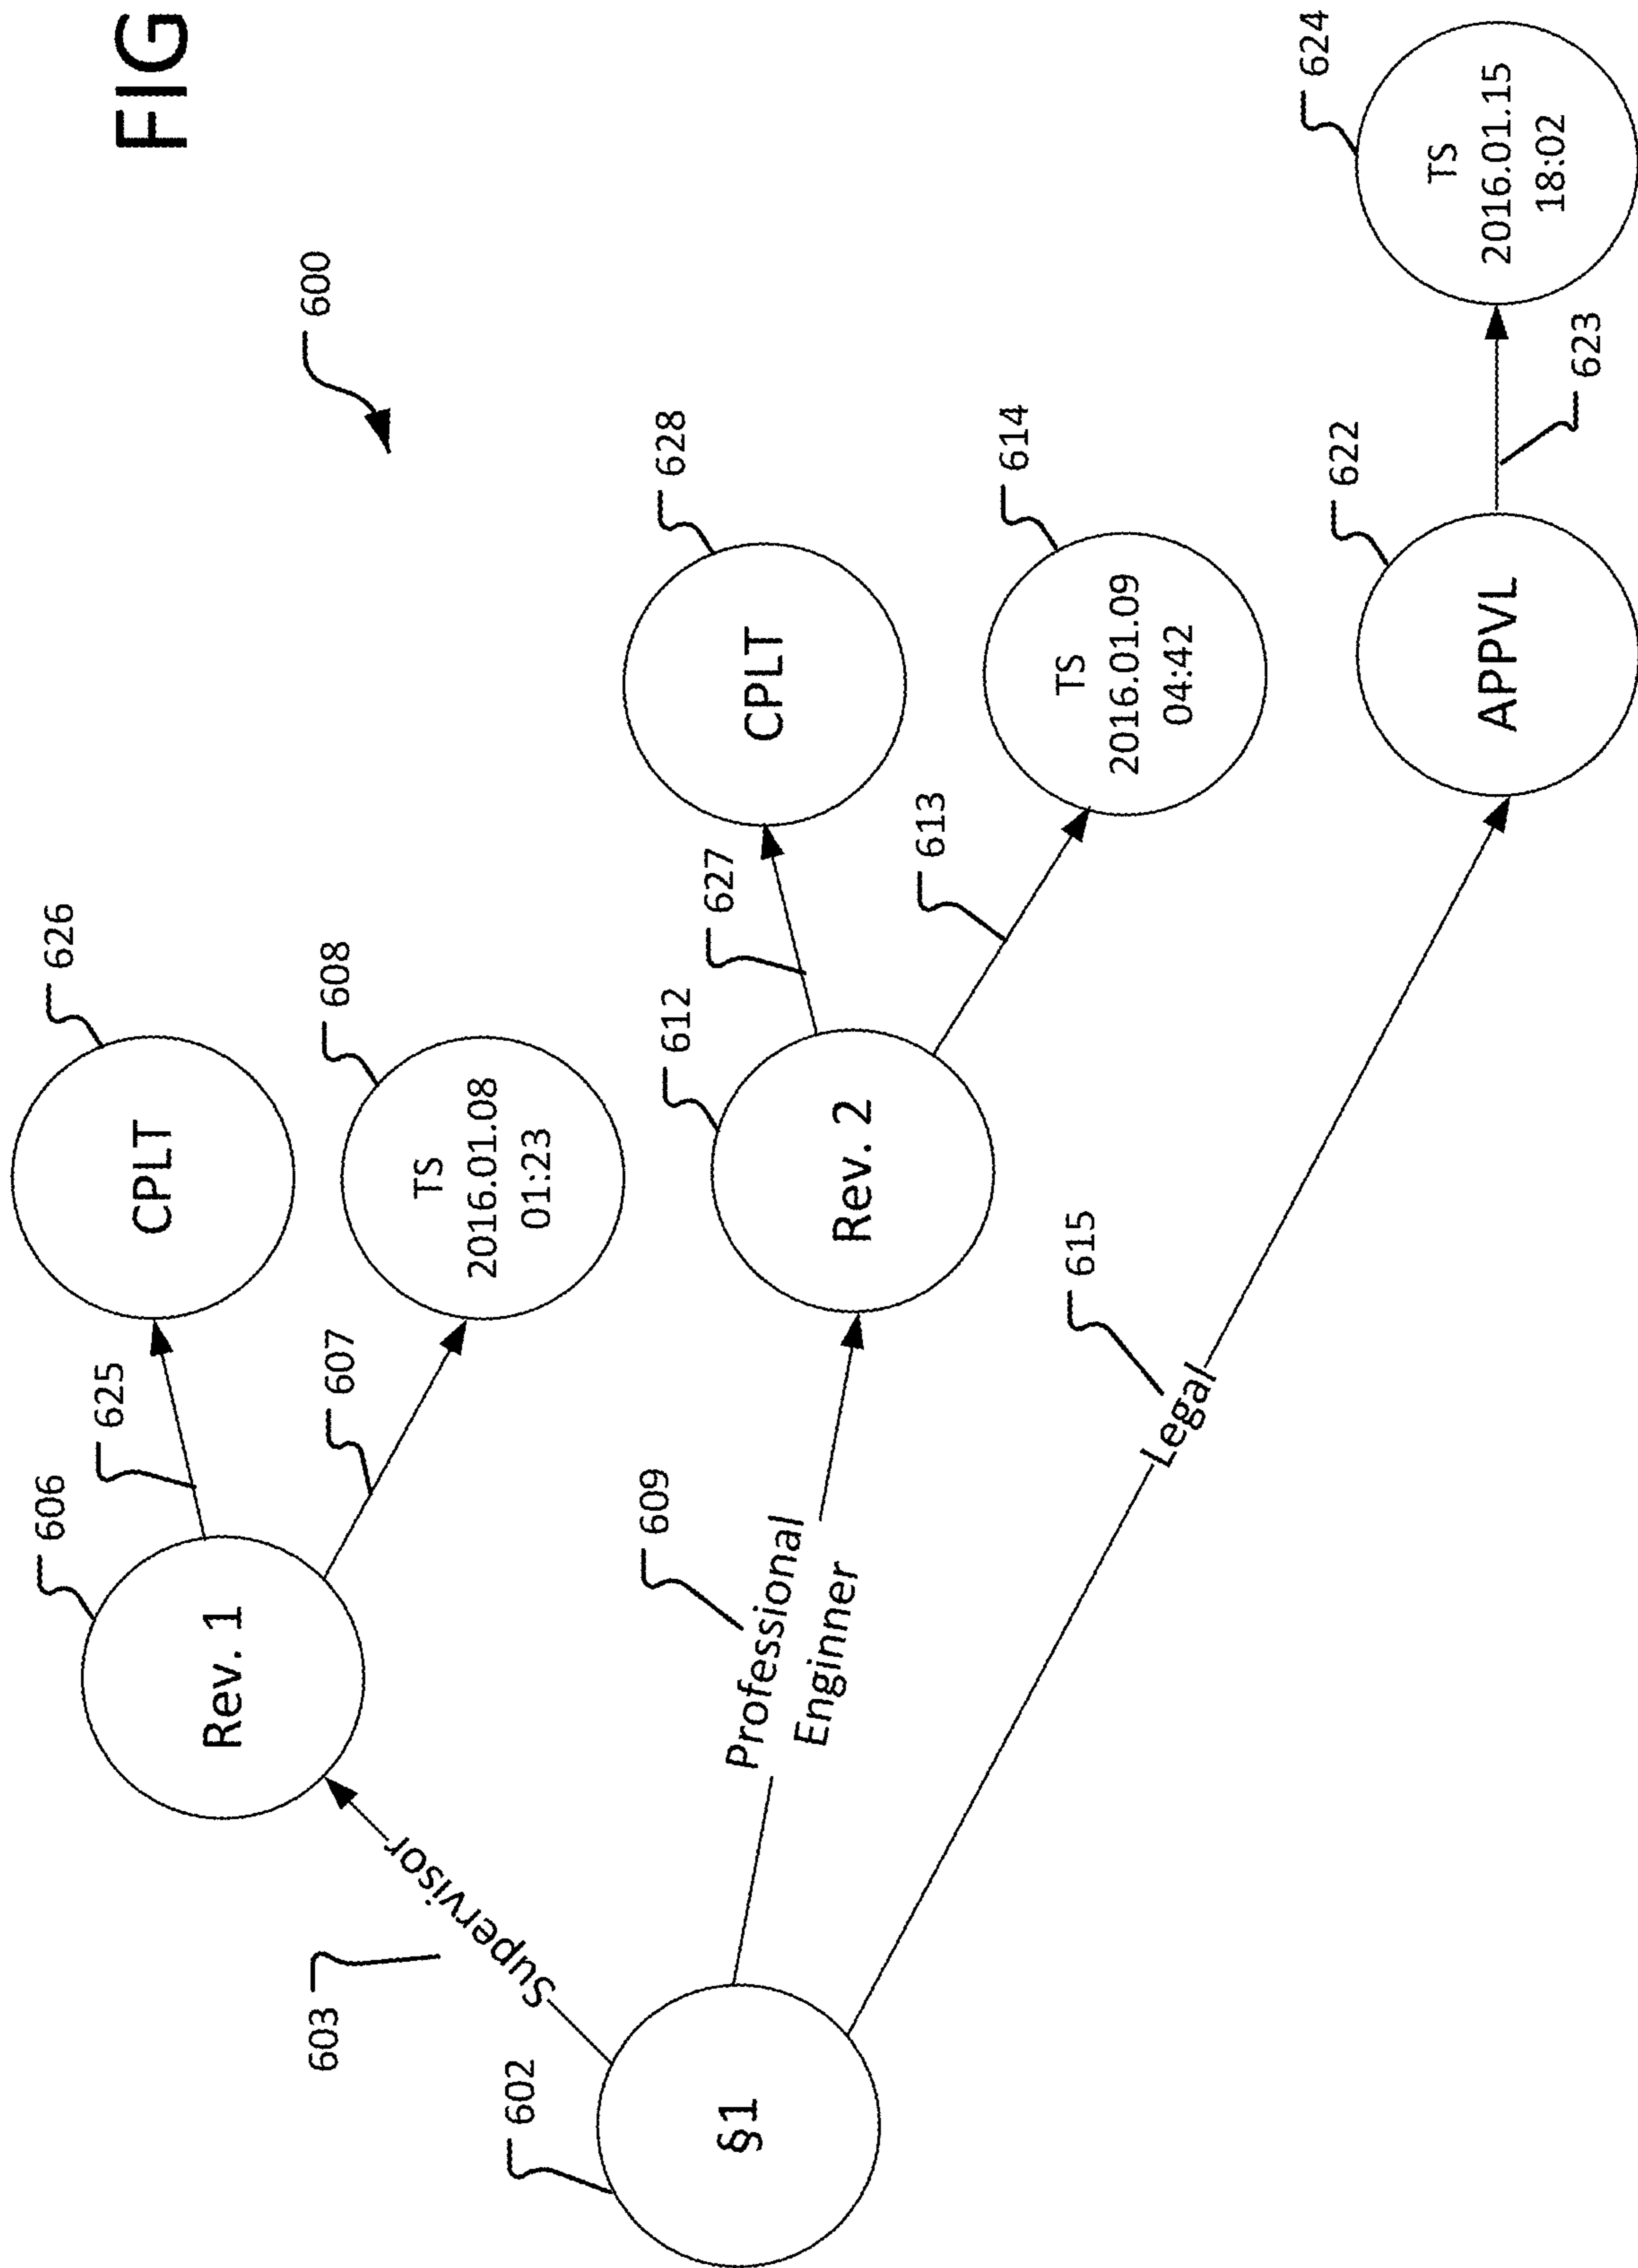 FIG
600
626
CPLT
625
606
Rev. 1
608
TS
2016.01.08
01:23
607
603
Supervisor
628
CPLT
627
612
Rev. 2
614
TS
2016.01.09
04:42
613
609
Professional
Enginner
602
§1
615
Legal
622
APPVL
623
624
TS
2016.01.15
18:02